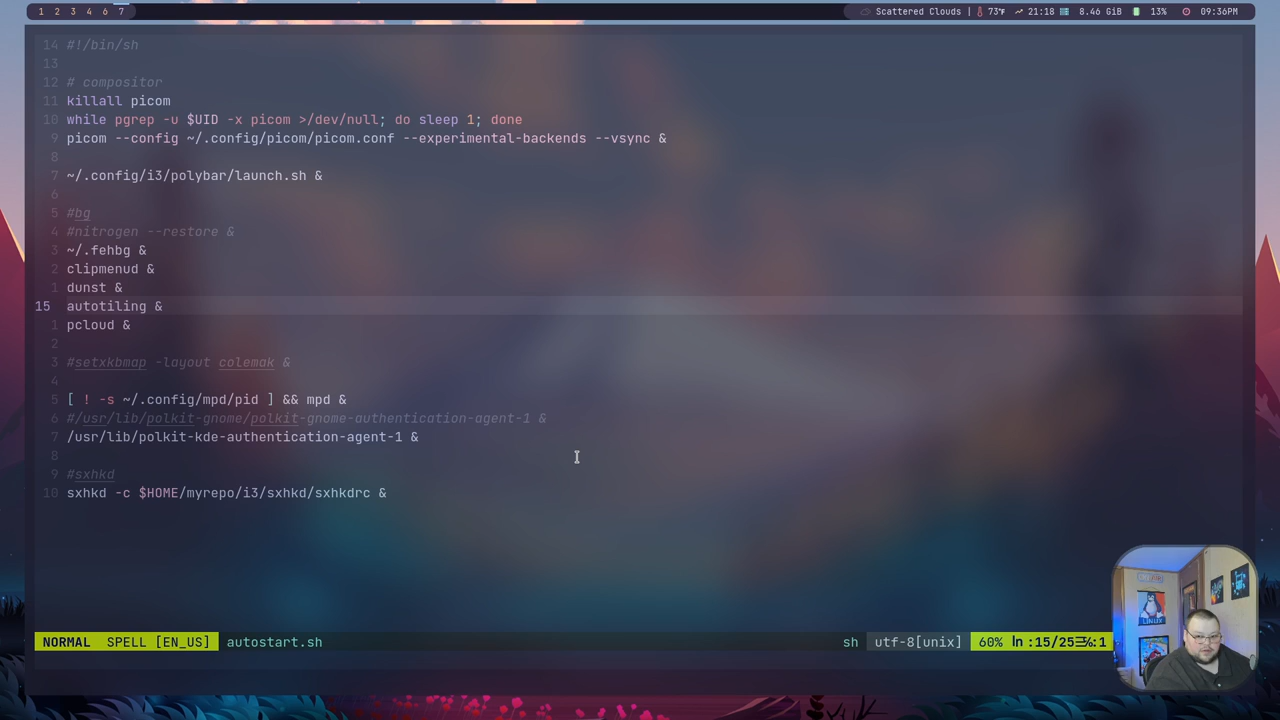 1 2 3 4 6 7
Scattered Clouds | 73°F 21:18 8.46 GiB 13% 09:36PM
14 #!/bin/sh
13
12 # compositor
11 killall picom
10 while pgrep -u $UID -x picom >/dev/null; do sleep 1; done
9 picom --config ~/.config/picom/picom.conf --experimental-backends --vsync &
8
7 ~/.config/i3/polybar/launch.sh &
6
5 #bg
4 #nitrogen --restore &
3 ~/.fehbg &
2 clipmenud &
1 dunst &
15 autotiling &
1 pcloud &
2
3 #setxkbmap -layout colemak &
4
5 [ ! -s ~/.config/mpd/pid ] && mpd &
6 #/usr/lib/polkit-gnome/polkit-gnome-authentication-agent-1 &
7 /usr/lib/polkit-kde-authentication-agent-1 &
8
9 #sxhkd
10 sxhkd -c $HOME/myrepo/i3/sxhkd/sxhkdrc &
NORMAL SPELL [EN_US] autostart.sh sh utf-8[unix] 60% ln :15/25☰℅:1
LINUX